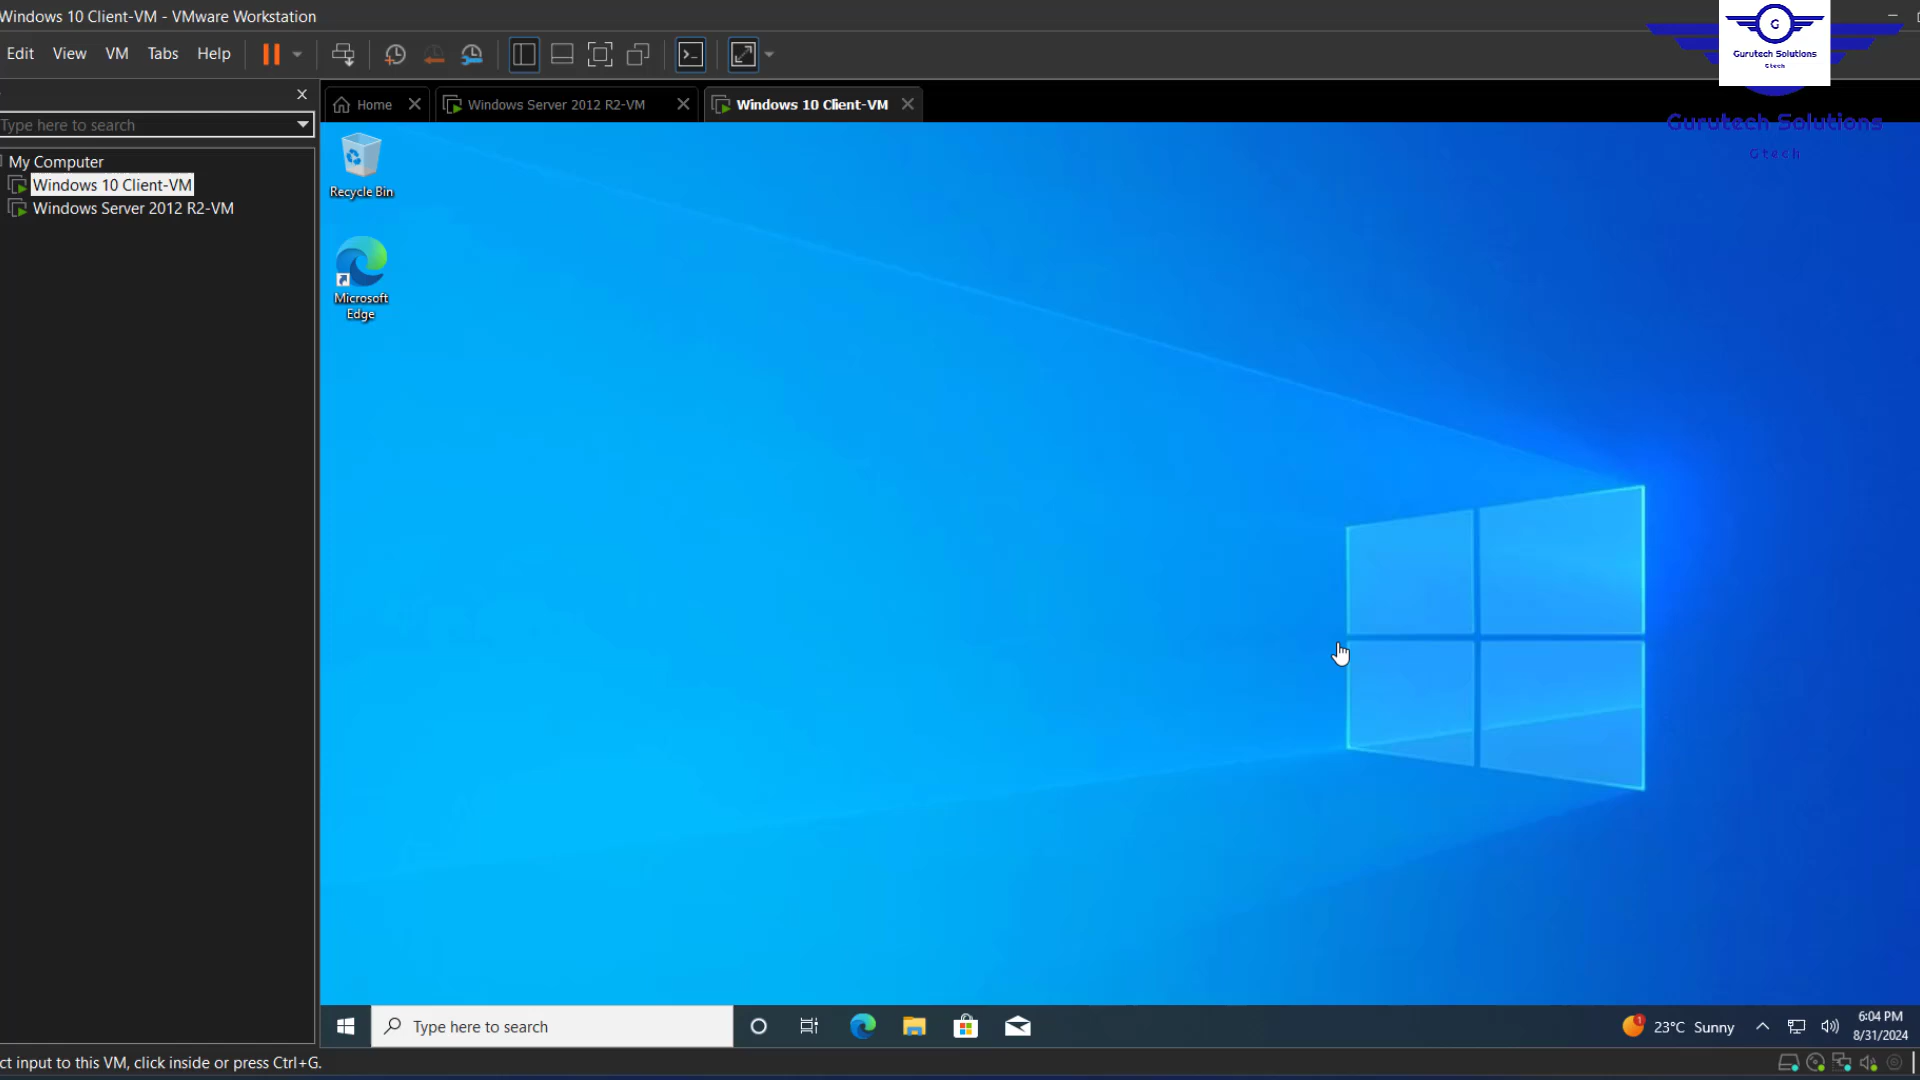 Windows 10 Client-VM - VMware Workstation
Edit View VM Tabs Help
G
Gurutech Solutions
Gtech
Home
Windows Server 2012 R2-VM
Windows 10 Client-VM
Gurutech Solutions
Gtech
Type here to search
My Computer
Windows 10 Client-VM
Windows Server 2012 R2-VM
Recycle Bin
Microsoft
Edge
Type here to search
1
23°C Sunny
6:04 PM
8/31/2024
ct input to this VM, click inside or press Ctrl+G.